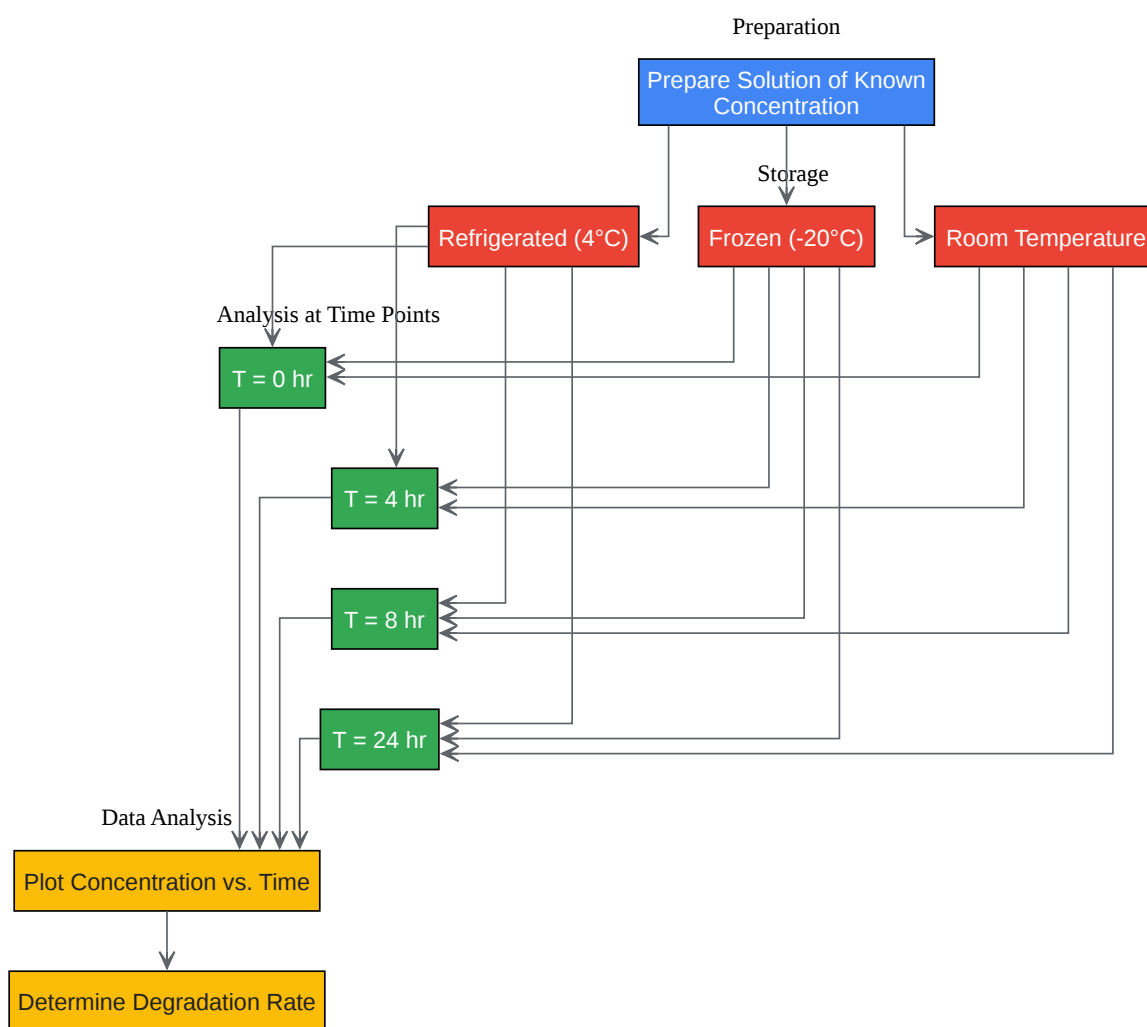 Preparation
Prepare Solution of Known
Concentration
Storage
Refrigerated (4°C)
Frozen (-20°C)
Room Temperature
Analysis at Time Points
T = 0 hr
T = 4 hr
T = 8 hr
T = 24 hr
Data Analysis
Plot Concentration vs. Time
Determine Degradation Rate